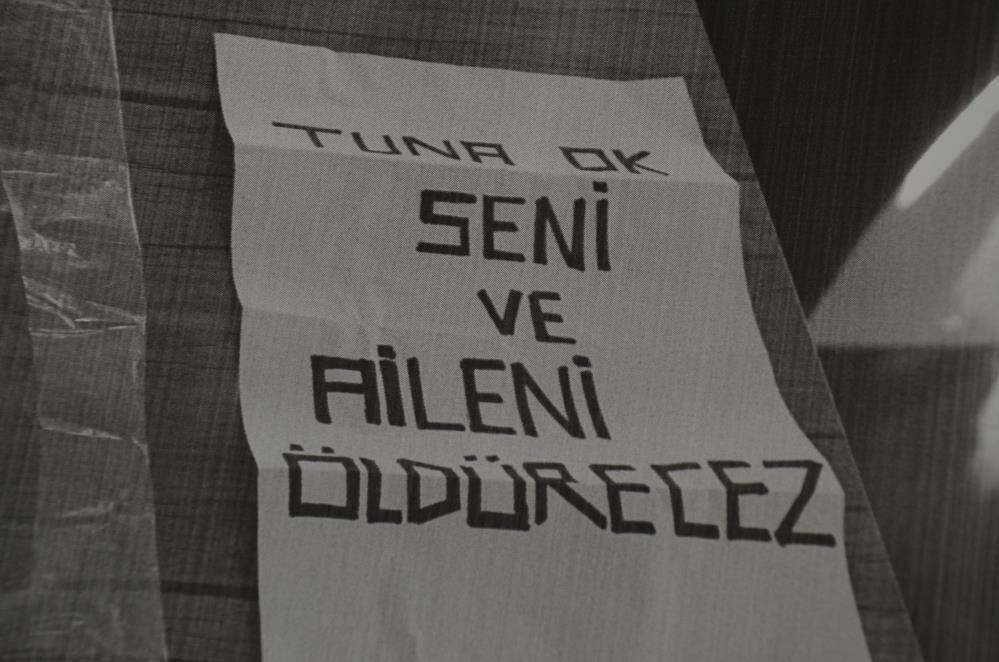 TUNA OK
SENİ
VE
AİLENİ
ÖLDÜRECEZ